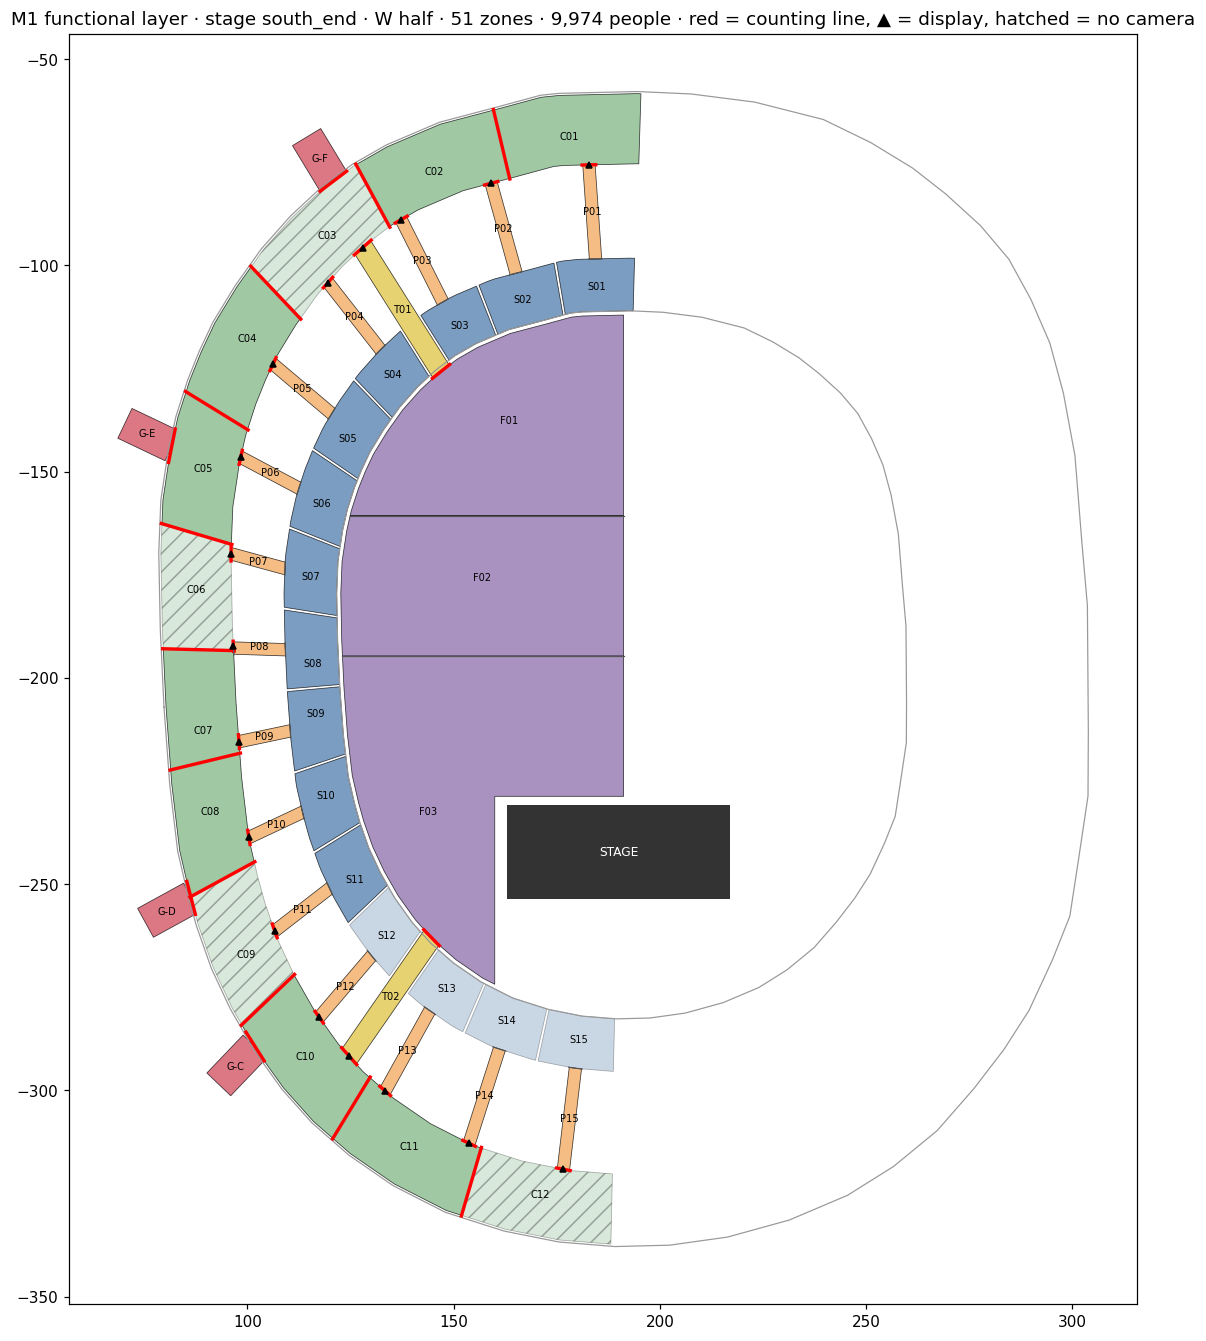 M1 functional layer · stage south_end · W half · 51 zones · 9,974 people · red = counting line, ▲ = display, hatched = no camera
−50
−100
−150
−200
−250
−300
−350
100
150
200
250
300
G-F
G-E
G-D
G-C
C01
C02
C03
C04
C05
C06
C07
C08
C09
C10
C11
C12
P01
P02
P03
T01
P04
P05
P06
P07
P08
P09
P10
P11
P12
T02
P13
P14
P15
S01
S02
S03
S04
S05
S06
S07
S08
S09
S10
S11
S12
S13
S14
S15
F01
F02
F03
STAGE